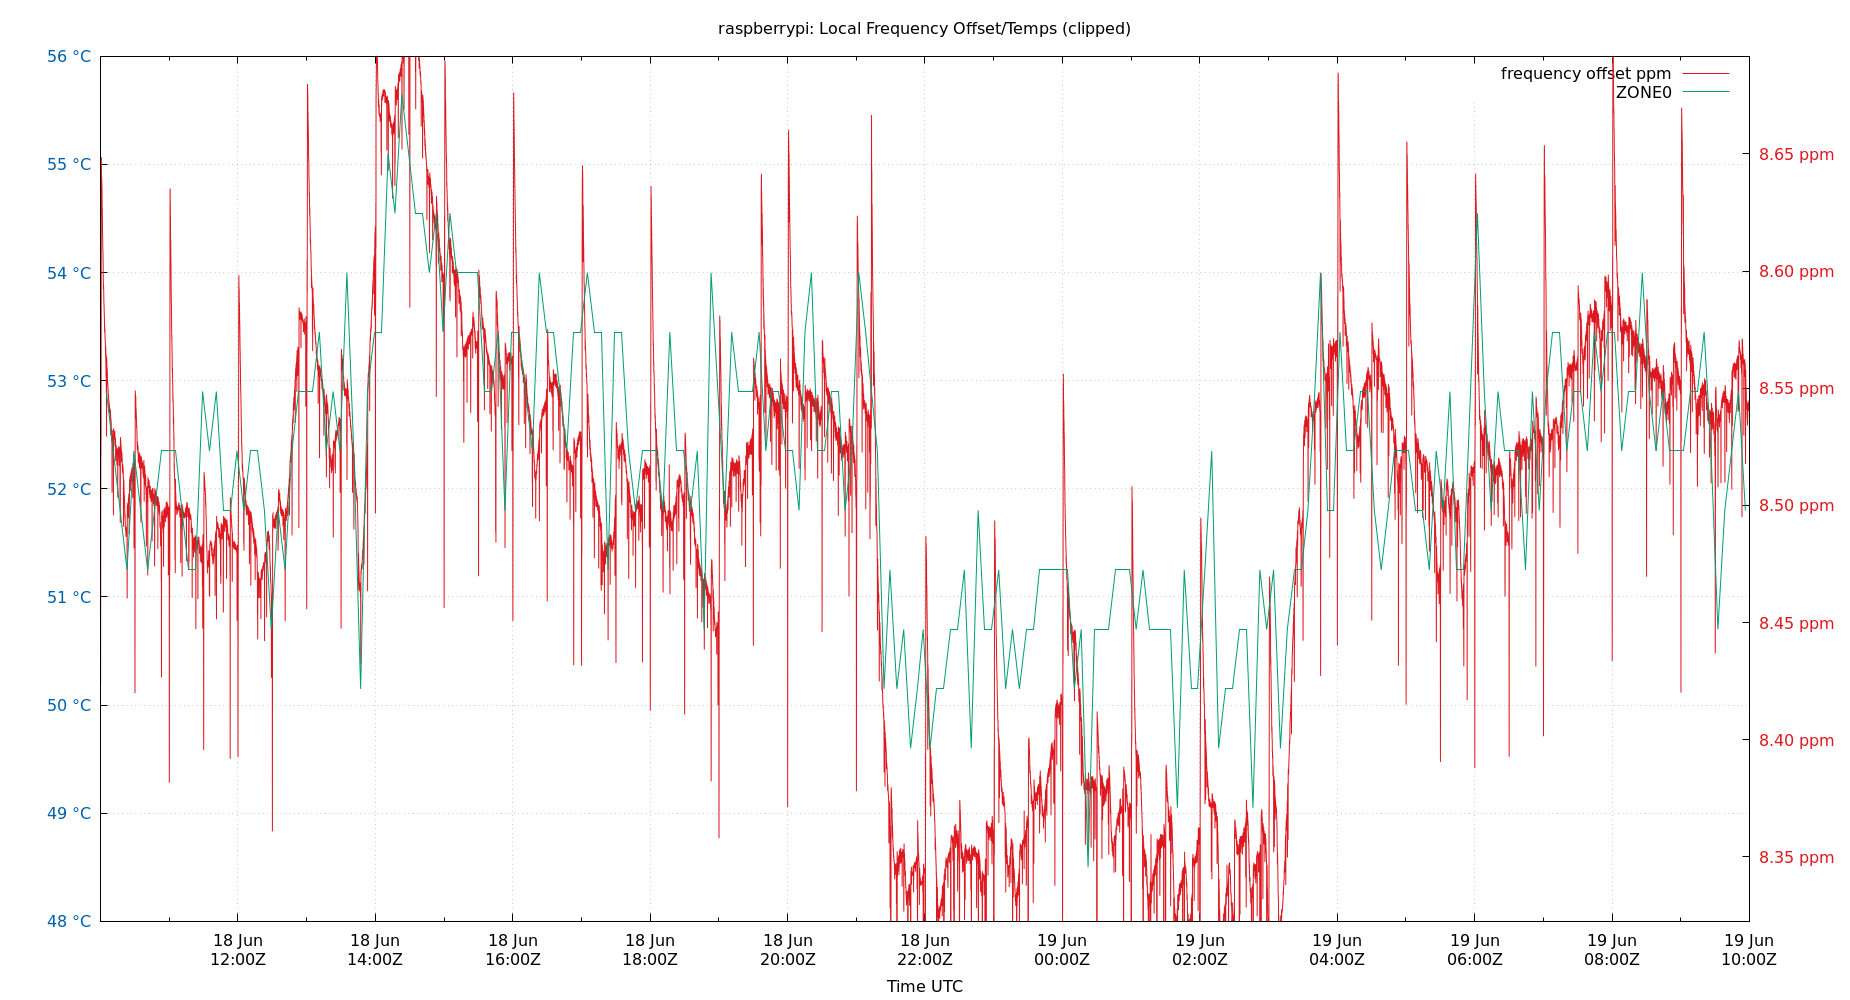 raspberrypi: Local Frequency Offset/Temps (clipped)
frequency offset ppm
ZONE0
56 °C
55 °C
54 °C
53 °C
52 °C
51 °C
50 °C
49 °C
48 °C
8.65 ppm
8.60 ppm
8.55 ppm
8.50 ppm
8.45 ppm
8.40 ppm
8.35 ppm
18 Jun
12:00Z
18 Jun
14:00Z
18 Jun
16:00Z
18 Jun
18:00Z
18 Jun
20:00Z
18 Jun
22:00Z
19 Jun
00:00Z
19 Jun
02:00Z
19 Jun
04:00Z
19 Jun
06:00Z
19 Jun
08:00Z
19 Jun
10:00Z
Time UTC